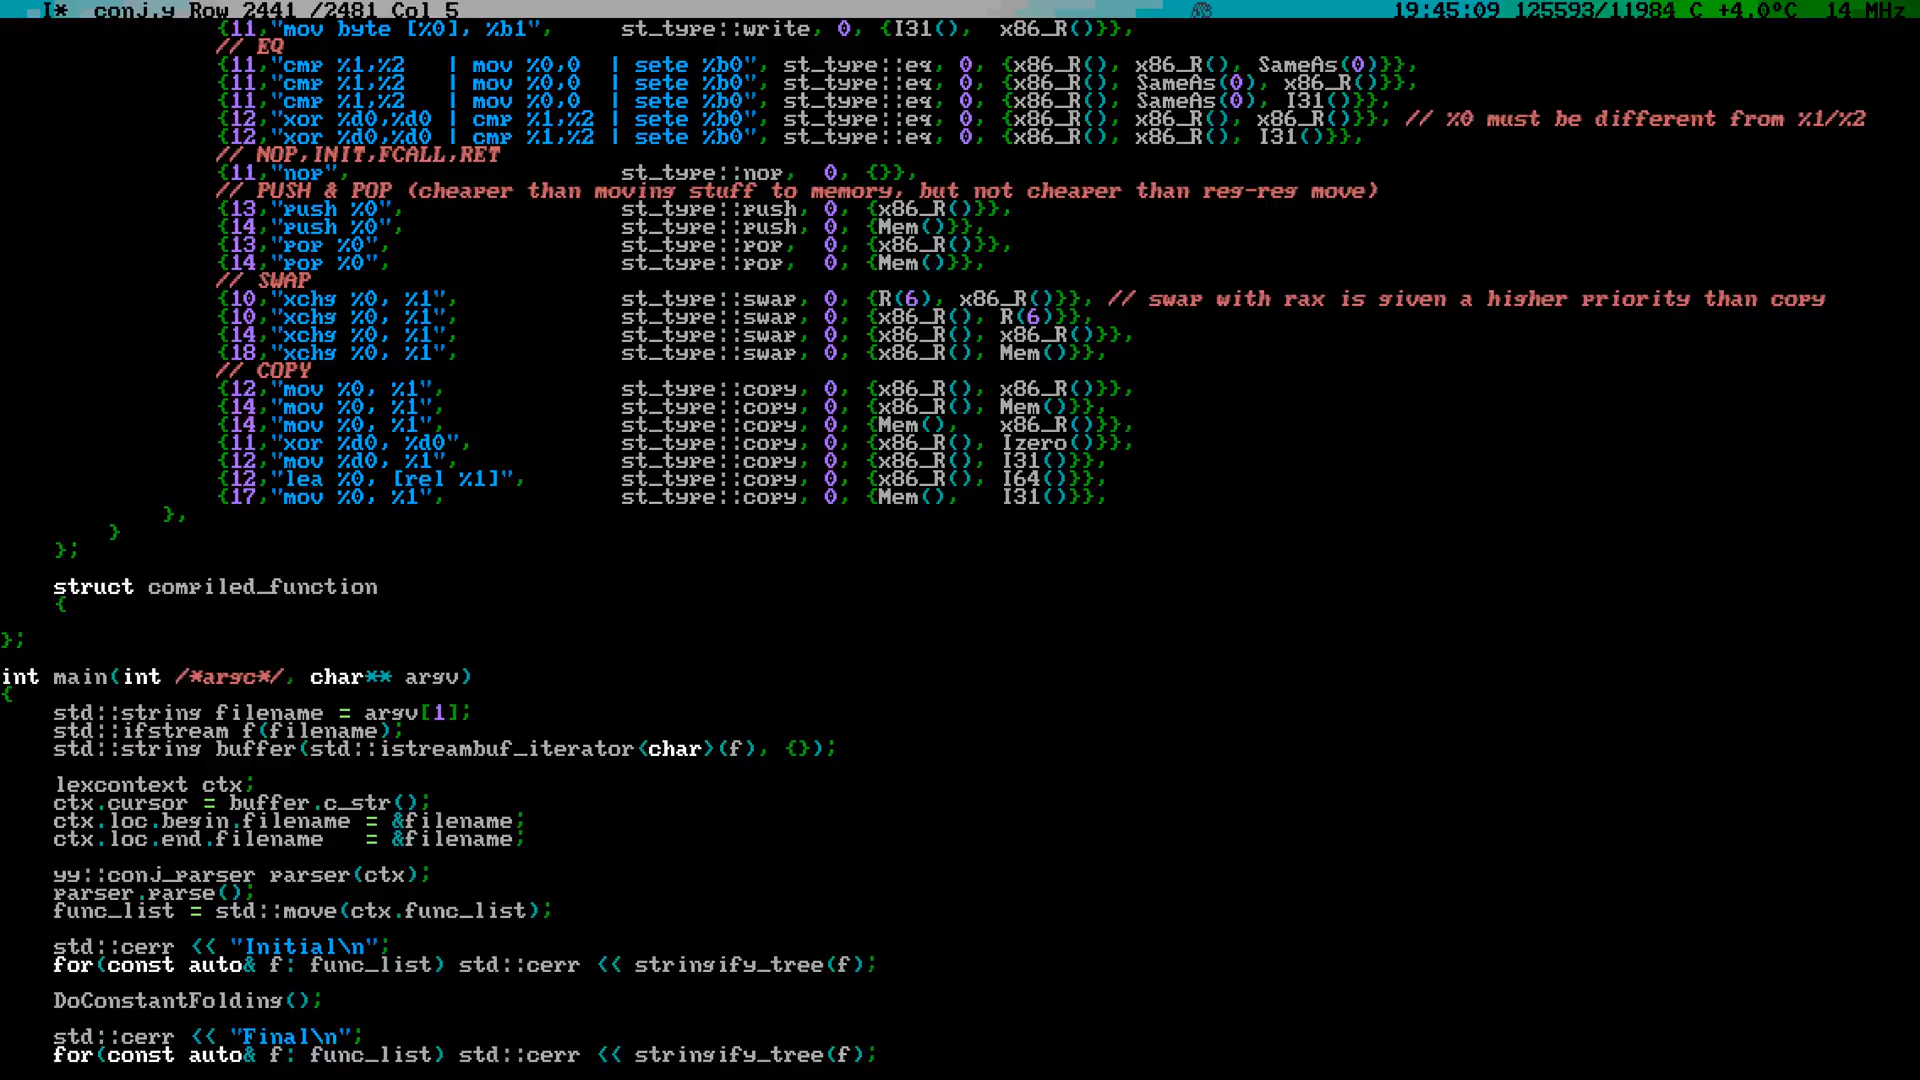 I* conj.y Row 2441 /2481 Col 5 19:45:09 125593/11984 C +4.0ºC 14 MHz
{11,"mov byte [%0], %b1", st_type::write, 0, {I31(), x86_R()}},
// EQ
{11,"cmp %1,%2 | mov %0,0 | sete %b0", st_type::eq, 0, {x86_R(), x86_R(), SameAs(0)}},
{11,"cmp %1,%2 | mov %0,0 | sete %b0", st_type::eq, 0, {x86_R(), SameAs(0), x86_R()}},
{11,"cmp %1,%2 | mov %0,0 | sete %b0", st_type::eq, 0, {x86_R(), SameAs(0), I31()}},
{12,"xor %d0,%d0 | cmp %1,%2 | sete %b0", st_type::eq, 0, {x86_R(), x86_R(), x86_R()}}, // %0 must be different from %1/%2
{12,"xor %d0,%d0 | cmp %1,%2 | sete %b0", st_type::eq, 0, {x86_R(), x86_R(), I31()}},
// NOP,INIT,FCALL,RET
{11,"nop", st_type::nop, 0, {}},
// PUSH & POP (cheaper than moving stuff to memory, but not cheaper than reg-reg move)
{13,"push %0", st_type::push, 0, {x86_R()}},
{14,"push %0", st_type::push, 0, {Mem()}},
{13,"pop %0", st_type::pop, 0, {x86_R()}},
{14,"pop %0", st_type::pop, 0, {Mem()}},
// SWAP
{10,"xchg %0, %1", st_type::swap, 0, {R(6), x86_R()}}, // swap with rax is given a higher priority than copy
{10,"xchg %0, %1", st_type::swap, 0, {x86_R(), R(6)}},
{14,"xchg %0, %1", st_type::swap, 0, {x86_R(), x86_R()}},
{18,"xchg %0, %1", st_type::swap, 0, {x86_R(), Mem()}},
// COPY
{12,"mov %0, %1", st_type::copy, 0, {x86_R(), x86_R()}},
{14,"mov %0, %1", st_type::copy, 0, {x86_R(), Mem()}},
{14,"mov %0, %1", st_type::copy, 0, {Mem(), x86_R()}},
{11,"xor %d0, %d0", st_type::copy, 0, {x86_R(), Izero()}},
{12,"mov %d0, %1", st_type::copy, 0, {x86_R(), I31()}},
{12,"lea %0, [rel %1]", st_type::copy, 0, {x86_R(), I64()}},
{17,"mov %0, %1", st_type::copy, 0, {Mem(), I31()}},
},
}
};
struct compiled_function
{
};
int main(int /*argc*/, char** argv)
{
std::string filename = argv[1];
std::ifstream f(filename);
std::string buffer(std::istreambuf_iterator<char>(f), {});
lexcontext ctx;
ctx.cursor = buffer.c_str();
ctx.loc.begin.filename = &filename;
ctx.loc.end.filename = &filename;
yy::conj_parser parser(ctx);
parser.parse();
func_list = std::move(ctx.func_list);
std::cerr << "Initial\n";
for(const auto& f: func_list) std::cerr << stringify_tree(f);
DoConstantFolding();
std::cerr << "Final\n";
for(const auto& f: func_list) std::cerr << stringify_tree(f);